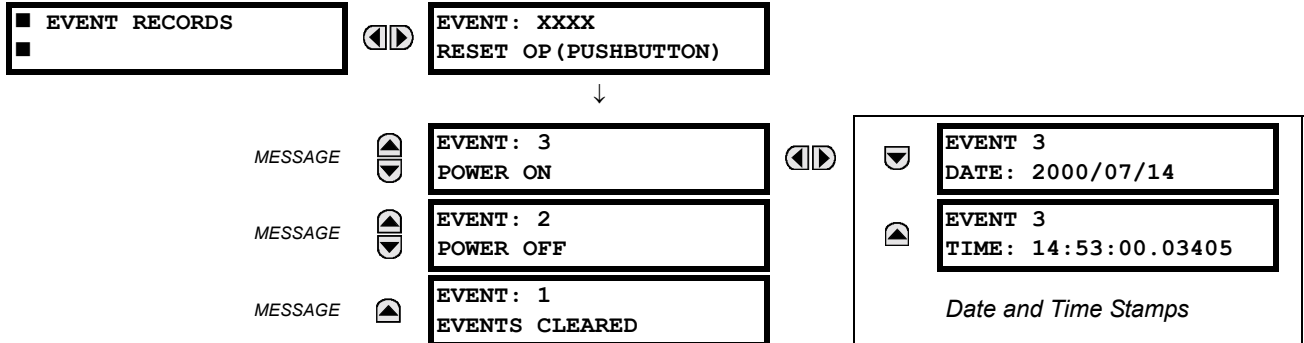 ■ EVENT RECORDS
■
EVENT: XXXX
RESET OP(PUSHBUTTON)
↓
MESSAGE
EVENT: 3
POWER ON
EVENT 3
DATE: 2000/07/14
MESSAGE
EVENT: 2
POWER OFF
EVENT 3
TIME: 14:53:00.03405
MESSAGE
EVENT: 1
EVENTS CLEARED
Date and Time Stamps